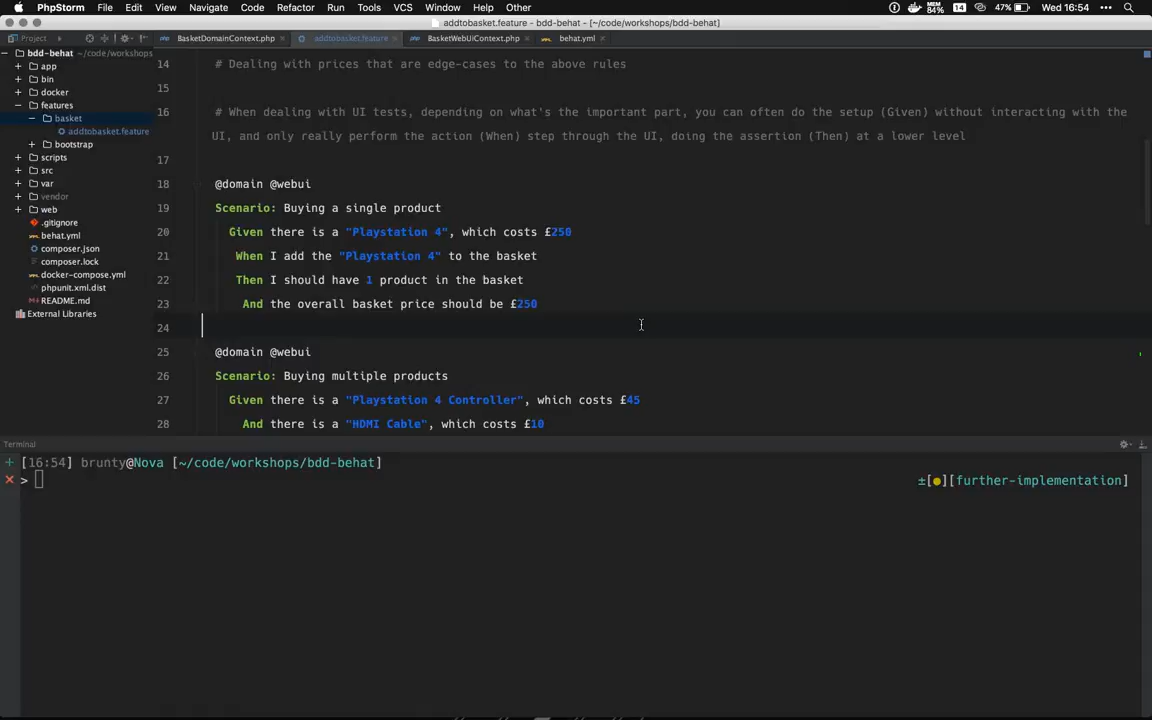 PhpStorm File Edit View Navigate Code Refactor Run Tools VCS Window Help Other MEM 84% 14 47% Wed 16:54
addtobasket.feature - bdd-behat - [~/code/workshops/bdd-behat]
Project BasketDomainContext.php addtobasket.feature BasketWebUiContext.php behat.yml
bdd-behat ~/code/workshops
app
bin
docker
features
basket
addtobasket.feature
bootstrap
scripts
src
var
vendor
web
.gitignore
behat.yml
composer.json
composer.lock
docker-compose.yml
phpunit.xml.dist
README.md
External Libraries
14 # Dealing with prices that are edge-cases to the above rules
15
16 # When dealing with UI tests, depending on what's the important part, you can often do the setup (Given) without interacting with the
UI, and only really perform the action (When) step through the UI, doing the assertion (Then) at a lower level
17
18 @domain @webui
19 Scenario: Buying a single product
20 Given there is a "Playstation 4", which costs £250
21 When I add the "Playstation 4" to the basket
22 Then I should have 1 product in the basket
23 And the overall basket price should be £250
24
25 @domain @webui
26 Scenario: Buying multiple products
27 Given there is a "Playstation 4 Controller", which costs £45
28 And there is a "HDMI Cable", which costs £10
Terminal
[16:54] brunty@Nova [~/code/workshops/bdd-behat]
> ±[●][further-implementation]